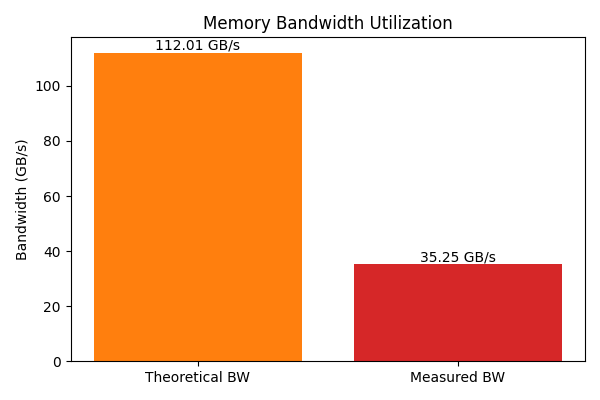 Memory Bandwidth Utilization
112.01 GB/s
35.25 GB/s
Bandwidth (GB/s)
100
80
60
40
20
0
Theoretical BW
Measured BW